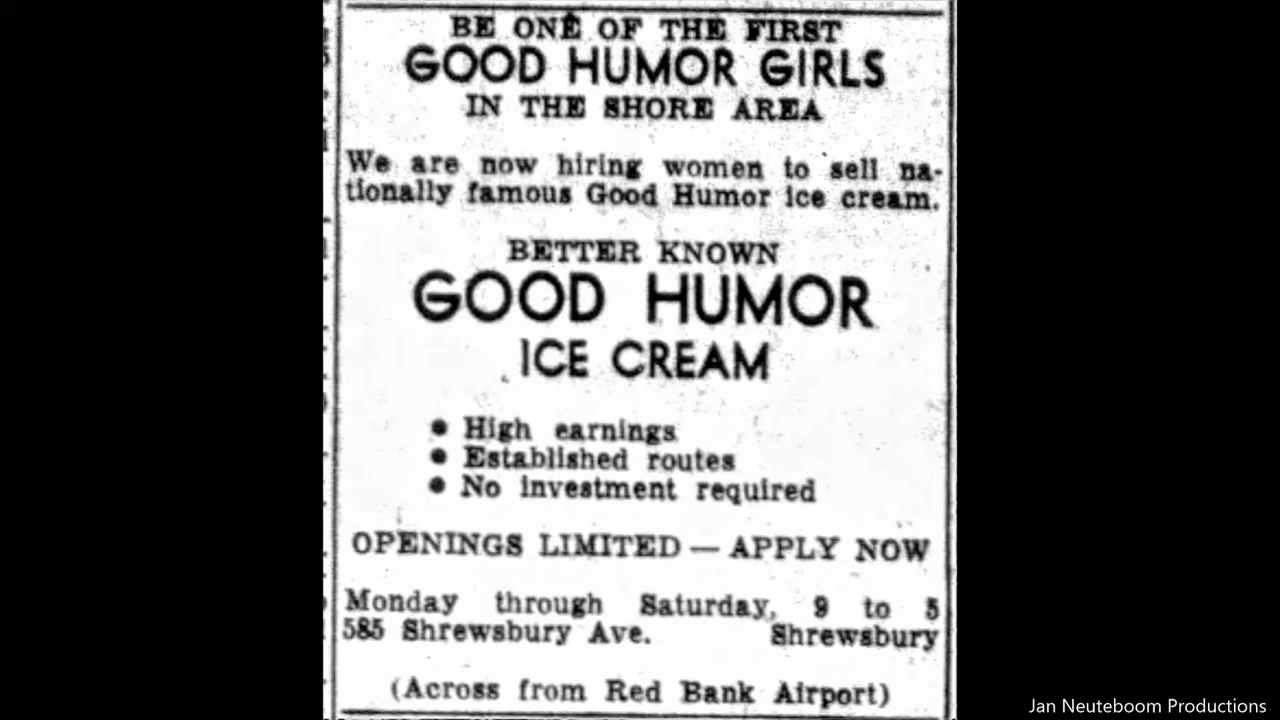 BE ONE OF THE FIRST
GOOD HUMOR GIRLS
IN THE SHORE AREA
We are now hiring women to sell na-
tionally famous Good Humor ice cream.
BETTER KNOWN
GOOD HUMOR
ICE CREAM
• High earnings
• Established routes
• No investment required
OPENINGS LIMITED — APPLY NOW
Monday through Saturday, 9 to 5
585 Shrewsbury Ave. Shrewsbury
(Across from Red Bank Airport)
Jan Neuteboom Productions